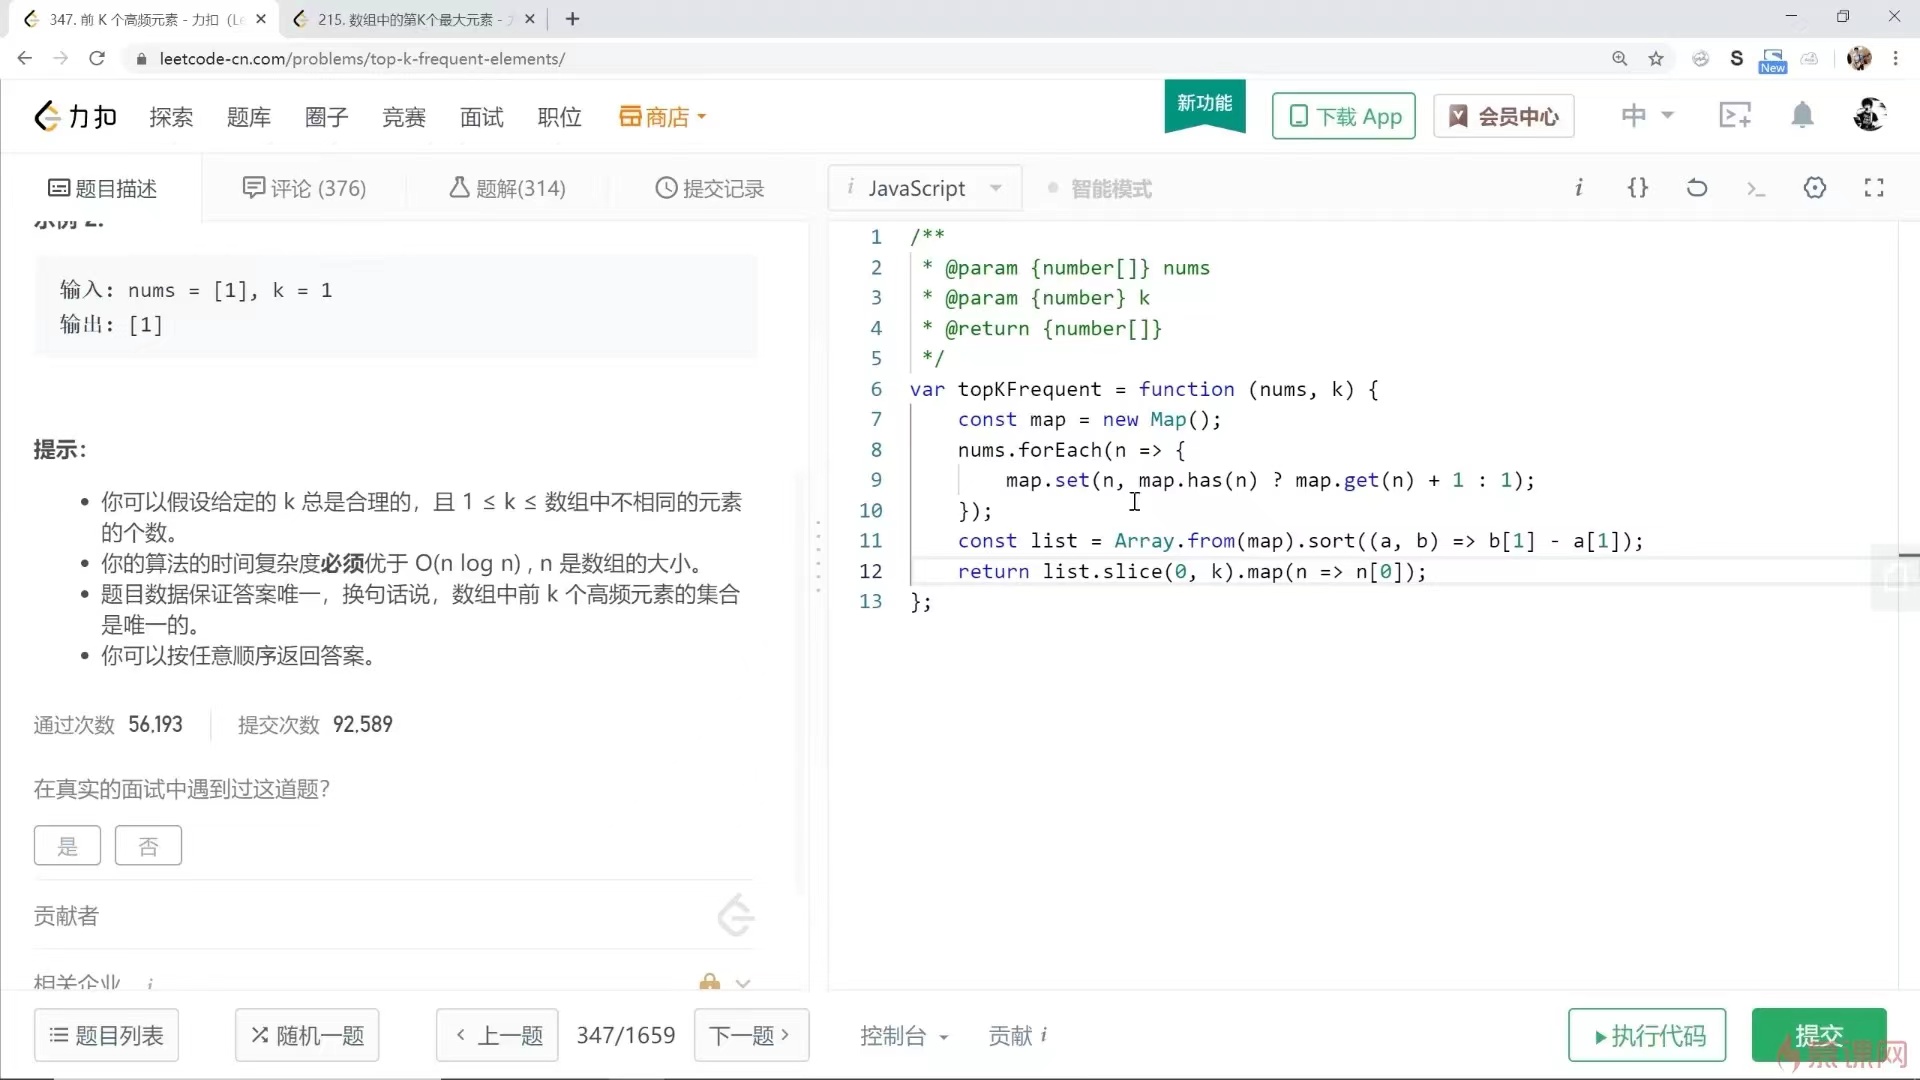 347. 前 K 个高频元素 - 力扣 (Le
215. 数组中的第K个最大元素 -
leetcode-cn.com/problems/top-k-frequent-elements/
S
New
力扣
探索
题库
圈子
竞赛
面试
职位
商店
新功能
下载 App
会员中心
中
题目描述
评论 (376)
题解(314)
提交记录
i JavaScript
智能模式
i
{}
>_
示例 2:
输入: nums = [1], k = 1
输出: [1]
提示：
• 你可以假设给定的 k 总是合理的，且 1 ≤ k ≤ 数组中不相同的元素
的个数。
• 你的算法的时间复杂度必须优于 O(n log n) , n 是数组的大小。
• 题目数据保证答案唯一，换句话说，数组中前 k 个高频元素的集合
是唯一的。
• 你可以按任意顺序返回答案。
通过次数 56,193
提交次数 92,589
在真实的面试中遇到过这道题？
是
否
贡献者
相关企业 i
1 /**
2 * @param {number[]} nums
3 * @param {number} k
4 * @return {number[]}
5 */
6 var topKFrequent = function (nums, k) {
7 const map = new Map();
8 nums.forEach(n => {
9 map.set(n, map.has(n) ? map.get(n) + 1 : 1);
10 });
11 const list = Array.from(map).sort((a, b) => b[1] - a[1]);
12 return list.slice(0, k).map(n => n[0]);
13 };
题目列表
随机一题
上一题
347/1659
下一题
控制台
贡献 i
执行代码
提交
慕课网